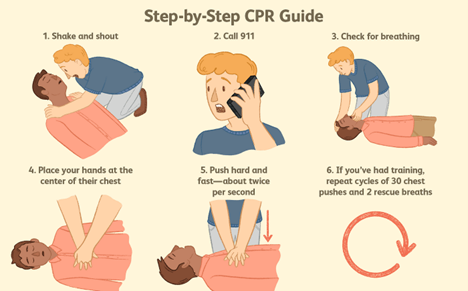 Step-by-Step CPR Guide
1. Shake and shout
2. Call 911
3. Check for breathing
4. Place your hands at the
center of their chest
5. Push hard and
fast—about twice
per second
6. If you've had training,
repeat cycles of 30 chest
pushes and 2 rescue breaths